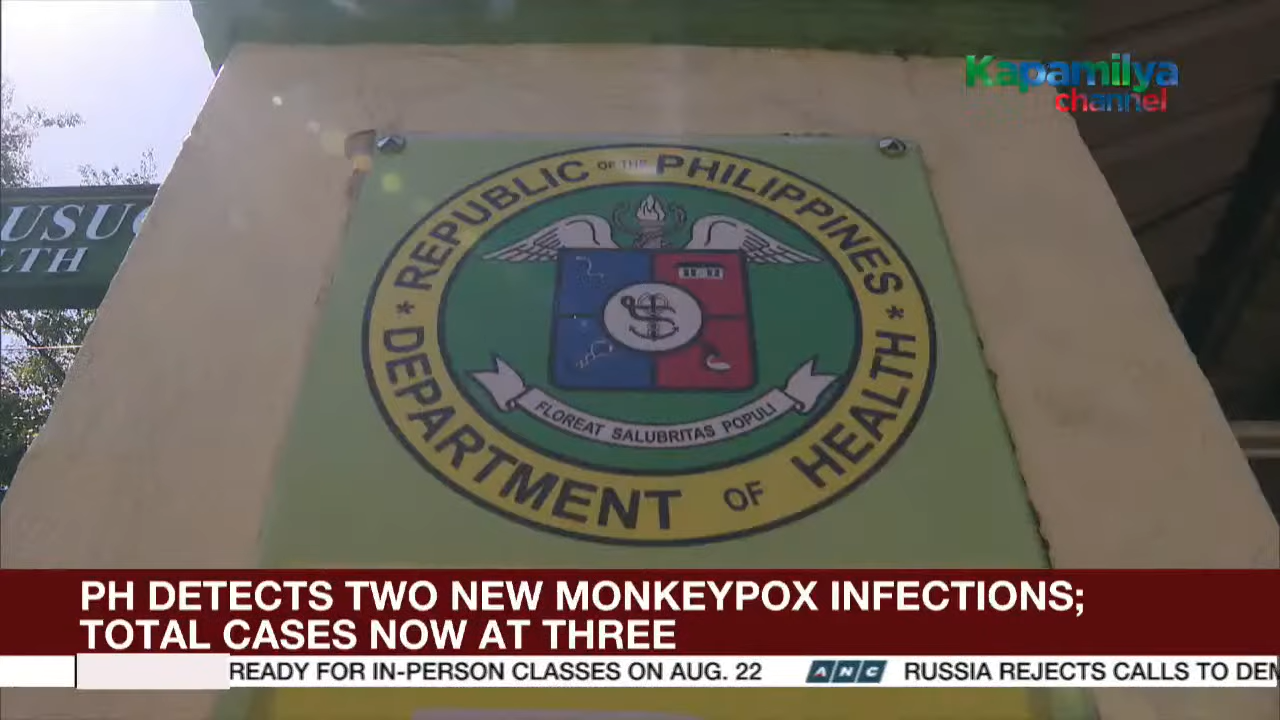 Kapamilya
channel
REPUBLIC OF THE PHILIPPINES
* DEPARTMENT OF HEALTH *
FLOREAT SALUBRITAS POPULI
USUG
LTH
PH DETECTS TWO NEW MONKEYPOX INFECTIONS;
TOTAL CASES NOW AT THREE
READY FOR IN-PERSON CLASSES ON AUG. 22 ANC RUSSIA REJECTS CALLS TO DEM